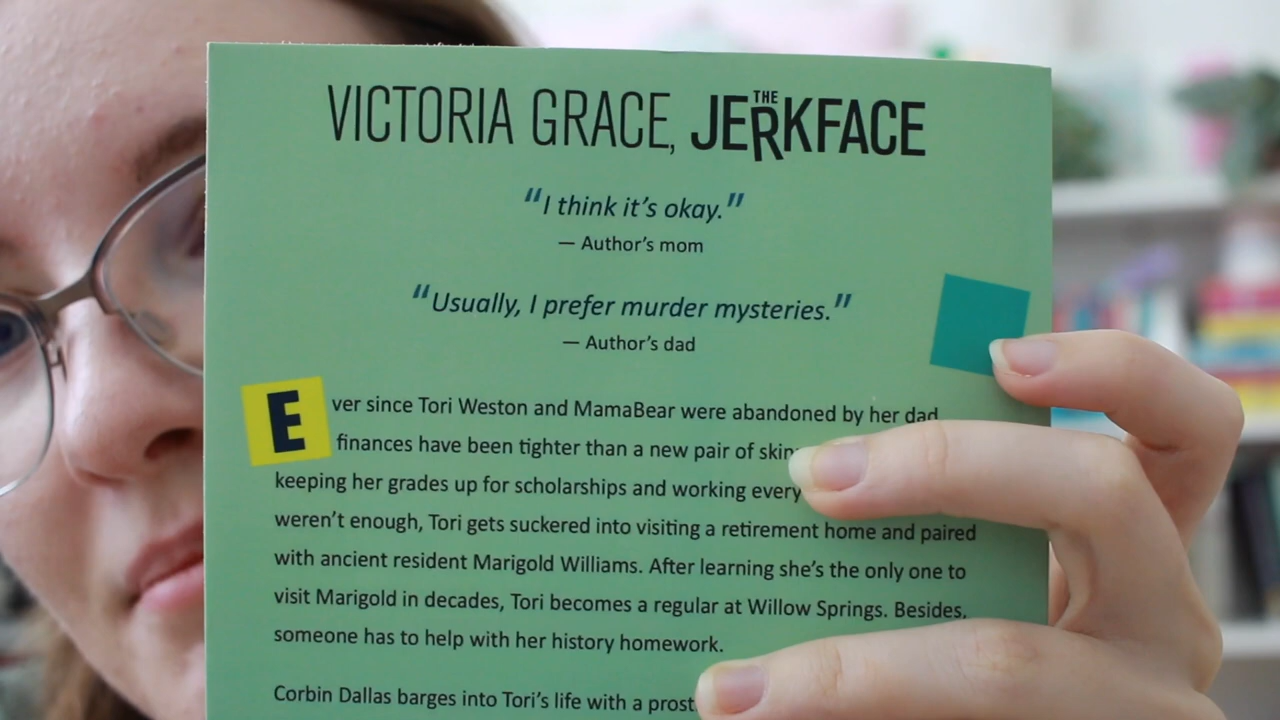 VICTORIA GRACE, THE JERKFACE
"I think it's okay."
— Author's mom
"Usually, I prefer murder mysteries."
— Author's dad
Ever since Tori Weston and MamaBear were abandoned by her dad
finances have been tighter than a new pair of
keeping her grades up for scholarships and working every
weren't enough, Tori gets suckered into visiting a retirement home and paired
with ancient resident Marigold Williams. After learning she's the only one to
visit Marigold in decades, Tori becomes a regular at Willow Springs. Besides,
someone has to help with her history homework.
Corbin Dallas barges into Tori's life with a